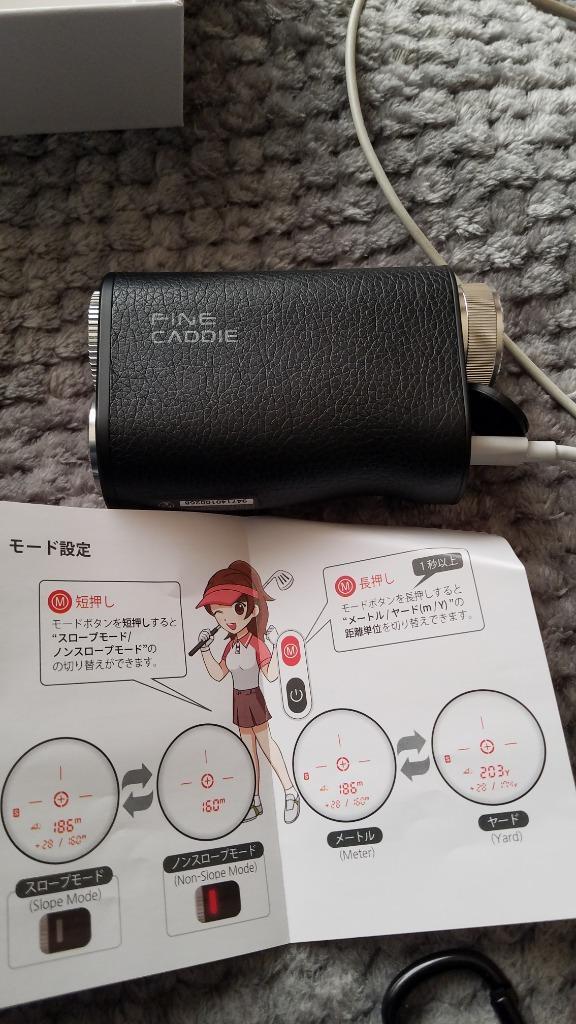 FINE
CADDIE
モード設定
M 短押し
モードボタンを短押しすると
“スロープモード/
ノンスロープモード”の
の切り替えができます。
M 長押し
1秒以上
モードボタンを長押しすると
“メートル/ヤード(m/Y)”の
距離単位を切り替えできます。
M
S
186m
+28 / 160m
160m
S
186m
+28 / 160m
S
203Y
スロープモード
(Slope Mode)
ノンスロープモード
(Non-Slope Mode)
メートル
(Meter)
ヤード
(Yard)